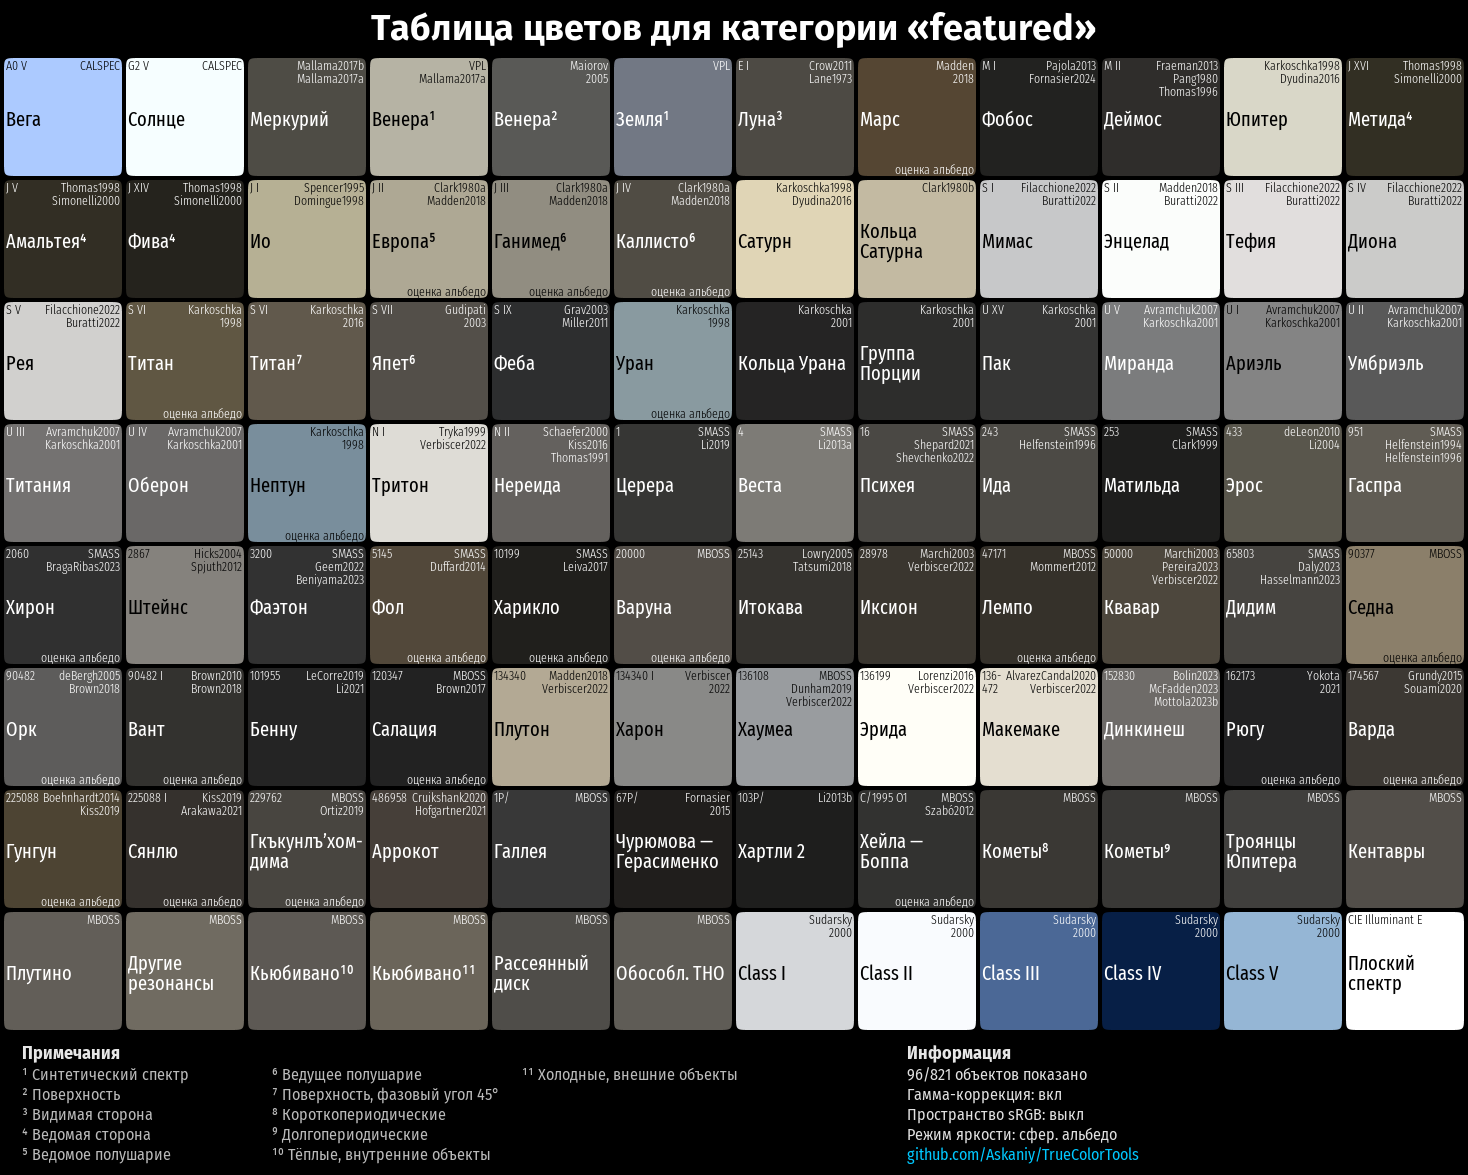 Таблица цветов для категории «featured»
A0 V CALSPEC
Вега
G2 V CALSPEC
Солнце
Mallama2017b
Mallama2017a
Меркурий
VPL
Mallama2017a
Венера¹
Maiorov
2005
Венера²
VPL
Земля¹
E I Crow2011
Lane1973
Луна³
Madden
2018
Марс
оценка альбедо
M I Pajola2013
Fornasier2024
Фобос
M II Fraeman2013
Pang1980
Thomas1996
Деймос
Karkoschka1998
Dyudina2016
Юпитер
J XVI Thomas1998
Simonelli2000
Метида⁴
J V Thomas1998
Simonelli2000
Амальтея⁴
J XIV Thomas1998
Simonelli2000
Фива⁴
J I Spencer1995
Domingue1998
Ио
J II Clark1980a
Madden2018
Европа⁵
оценка альбедо
J III Clark1980a
Madden2018
Ганимед⁶
оценка альбедо
J IV Clark1980a
Madden2018
Каллисто⁶
оценка альбедо
Karkoschka1998
Dyudina2016
Сатурн
Clark1980b
Кольца
Сатурна
S I Filacchione2022
Buratti2022
Мимас
S II Madden2018
Buratti2022
Энцелад
S III Filacchione2022
Buratti2022
Тефия
S IV Filacchione2022
Buratti2022
Диона
S V Filacchione2022
Buratti2022
Рея
S VI Karkoschka
1998
Титан
оценка альбедо
S VI Karkoschka
2016
Титан⁷
S VII Gudipati
2003
Япет⁶
S IX Grav2003
Miller2011
Феба
Karkoschka
1998
Уран
оценка альбедо
Karkoschka
2001
Кольца Урана
Karkoschka
2001
Группа
Порции
U XV Karkoschka
2001
Пак
U V Avramchuk2007
Karkoschka2001
Миранда
U I Avramchuk2007
Karkoschka2001
Ариэль
U II Avramchuk2007
Karkoschka2001
Умбриэль
U III Avramchuk2007
Karkoschka2001
Титания
U IV Avramchuk2007
Karkoschka2001
Оберон
Karkoschka
1998
Нептун
оценка альбедо
N I Tryka1999
Verbiscer2022
Тритон
N II Schaefer2000
Kiss2016
Thomas1991
Нереида
1 SMASS
Li2019
Церера
4 SMASS
Li2013a
Веста
16 SMASS
Shepard2021
Shevchenko2022
Психея
243 SMASS
Helfenstein1996
Ида
253 SMASS
Clark1999
Матильда
433 deLeon2010
Li2004
Эрос
951 SMASS
Helfenstein1994
Helfenstein1996
Гаспра
2060 SMASS
BragaRibas2023
Хирон
оценка альбедо
2867 Hicks2004
Spjuth2012
Штейнс
3200 SMASS
Geem2022
Beniyama2023
Фаэтон
5145 SMASS
Duffard2014
Фол
оценка альбедо
10199 SMASS
Leiva2017
Харикло
оценка альбедо
20000 MBOSS
Варуна
оценка альбедо
25143 Lowry2005
Tatsumi2018
Итокава
28978 Marchi2003
Verbiscer2022
Иксион
47171 MBOSS
Mommert2012
Лемпо
оценка альбедо
50000 Marchi2003
Pereira2023
Verbiscer2022
Квавар
65803 SMASS
Daly2023
Hasselmann2023
Дидим
90377 MBOSS
Седна
оценка альбедо
90482 deBergh2005
Brown2018
Орк
оценка альбедо
90482 I Brown2010
Brown2018
Вант
оценка альбедо
101955 LeCorre2019
Li2021
Бенну
120347 MBOSS
Brown2017
Салация
оценка альбедо
134340 Madden2018
Verbiscer2022
Плутон
134340 I Verbiscer
2022
Харон
136108 MBOSS
Dunham2019
Verbiscer2022
Хаумеа
136199 Lorenzi2016
Verbiscer2022
Эрида
136- AlvarezCandal2020
472 Verbiscer2022
Макемаке
152830 Bolin2023
McFadden2023
Mottola2023b
Динкинеш
162173 Yokota
2021
Рюгу
оценка альбедо
174567 Grundy2015
Souami2020
Варда
оценка альбедо
225088 Boehnhardt2014
Kiss2019
Гунгун
оценка альбедо
225088 I Kiss2019
Arakawa2021
Сянлю
оценка альбедо
229762 MBOSS
Ortiz2019
Гкъкунлъ’хом-
дима
оценка альбедо
486958 Cruikshank2020
Hofgartner2021
Аррокот
1P/ MBOSS
Галлея
67P/ Fornasier
2015
Чурюмова —
Герасименко
103P/ Li2013b
Хартли 2
C/1995 O1 MBOSS
Szabó2012
Хейла —
Боппа
оценка альбедо
MBOSS
Кометы⁸
MBOSS
Кометы⁹
MBOSS
Троянцы
Юпитера
MBOSS
Кентавры
MBOSS
Плутино
MBOSS
Другие
резонансы
MBOSS
Кьюбивано¹⁰
MBOSS
Кьюбивано¹¹
MBOSS
Рассеянный
диск
MBOSS
Обособл. ТНО
Sudarsky
2000
Class I
Sudarsky
2000
Class II
Sudarsky
2000
Class III
Sudarsky
2000
Class IV
Sudarsky
2000
Class V
CIE Illuminant E
Плоский
спектр
Примечания
¹ Синтетический спектр
² Поверхность
³ Видимая сторона
⁴ Ведомая сторона
⁵ Ведомое полушарие
⁶ Ведущее полушарие
⁷ Поверхность, фазовый угол 45°
⁸ Короткопериодические
⁹ Долгопериодические
¹⁰ Тёплые, внутренние объекты
¹¹ Холодные, внешние объекты
Информация
96/821 объектов показано
Гамма-коррекция: вкл
Пространство sRGB: выкл
Режим яркости: сфер. альбедо
github.com/Askaniy/TrueColorTools